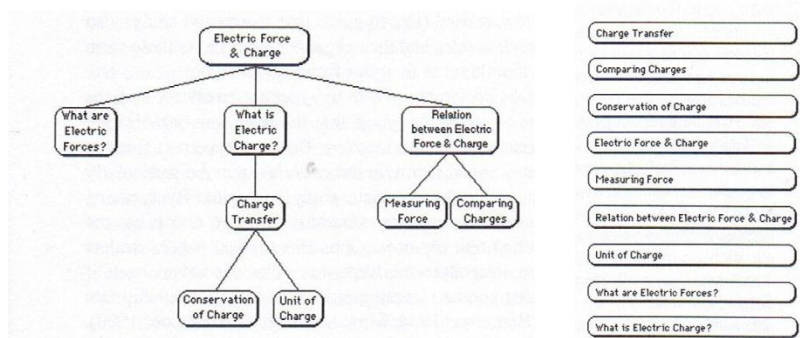 Electric Force
& Charge
What are
Electric
Forces?
What is
Electric
Charge?
Relation
between Electric
Force & Charge
Charge
Transfer
Measuring
Force
Comparing
Charges
Conservation
of Charge
Unit of
Charge
Charge Transfer
Comparing Charges
Conservation of Charge
Electric Force & Charge
Measuring Force
Relation between Electric Force & Charge
Unit of Charge
What are Electric Forces?
What is Electric Charge?